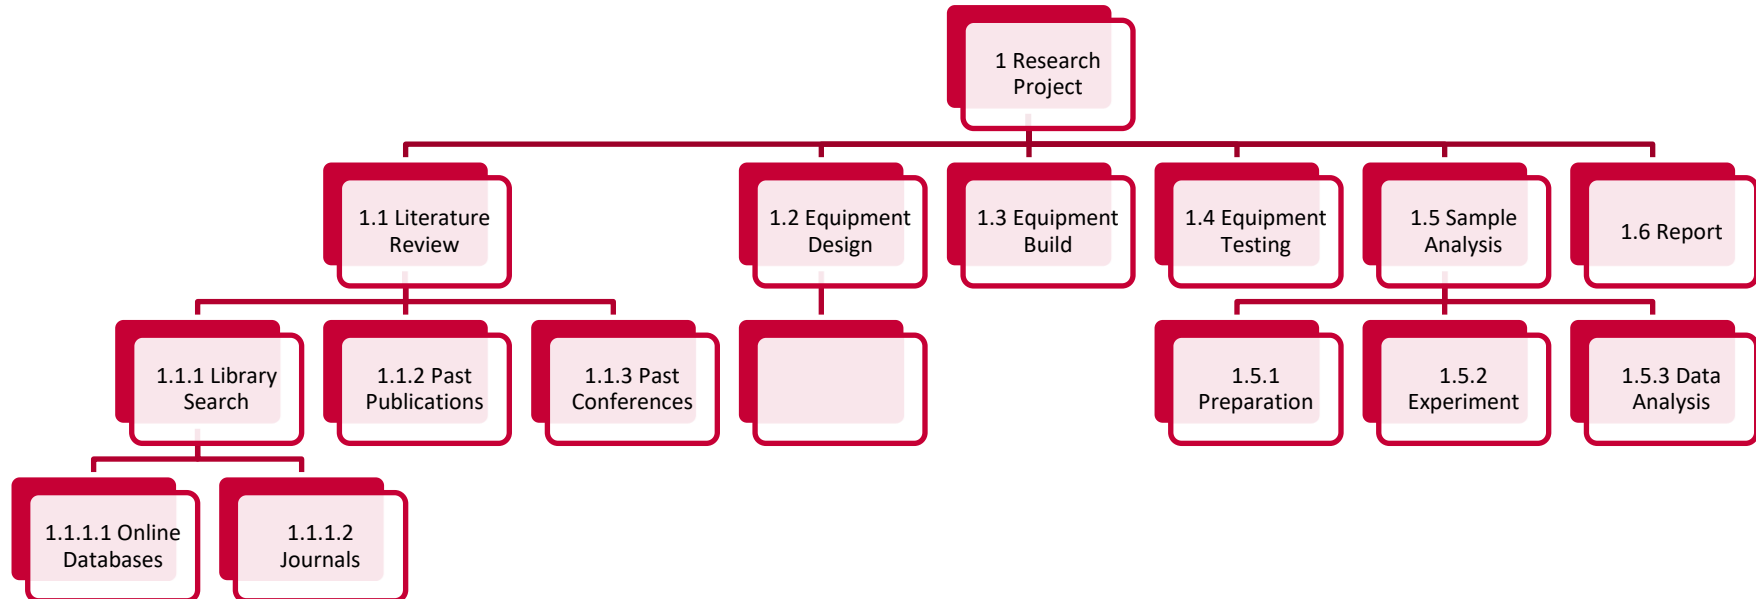 1 Research
Project
1.1 Literature
Review
1.2 Equipment
Design
1.3 Equipment
Build
1.4 Equipment
Testing
1.5 Sample
Analysis
1.6 Report
1.1.1 Library
Search
1.1.2 Past
Publications
1.1.3 Past
Conferences
1.5.1
Preparation
1.5.2
Experiment
1.5.3 Data
Analysis
1.1.1.1 Online
Databases
1.1.1.2
Journals